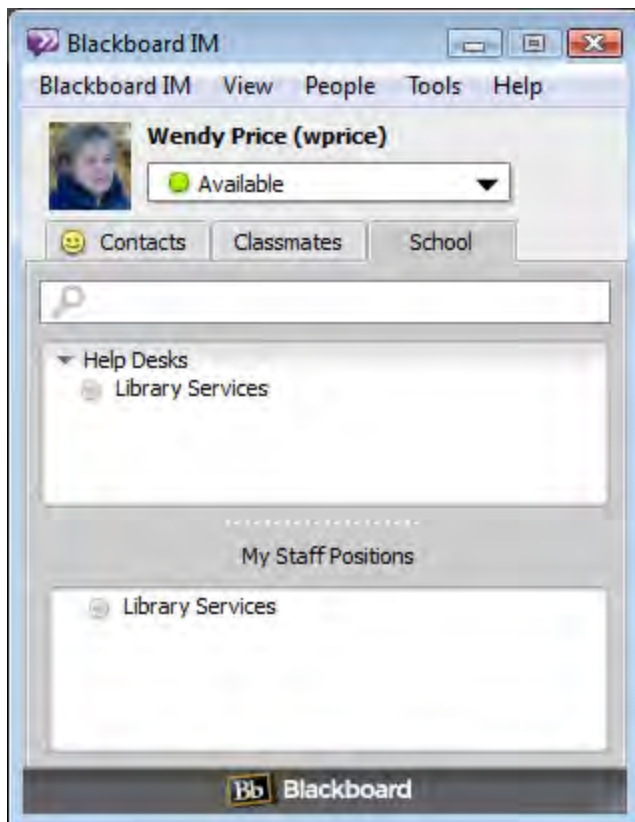 Blackboard IM
Blackboard IM View People Tools Help
Wendy Price (wprice)
Available
Contacts Classmates School
Help Desks
Library Services
My Staff Positions
Library Services
Bb Blackboard